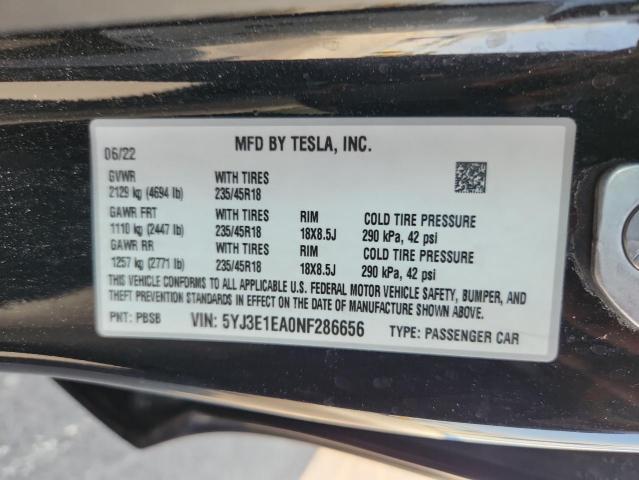 MFD BY TESLA, INC.
06/22
GVWR WITH TIRES
2129 kg (4694 lb) 235/45R18
GAWR FRT WITH TIRES RIM COLD TIRE PRESSURE
1110 kg (2447 lb) 235/45R18 18X8.5J 290 kPa, 42 psi
GAWR RR WITH TIRES RIM COLD TIRE PRESSURE
1257 kg (2771 lb) 235/45R18 18X8.5J 290 kPa, 42 psi
THIS VEHICLE CONFORMS TO ALL APPLICABLE U.S. FEDERAL MOTOR VEHICLE SAFETY, BUMPER, AND
THEFT PREVENTION STANDARDS IN EFFECT ON THE DATE OF MANUFACTURE SHOWN ABOVE.
PNT: PBSB VIN: 5YJ3E1EA0NF286656 TYPE: PASSENGER CAR